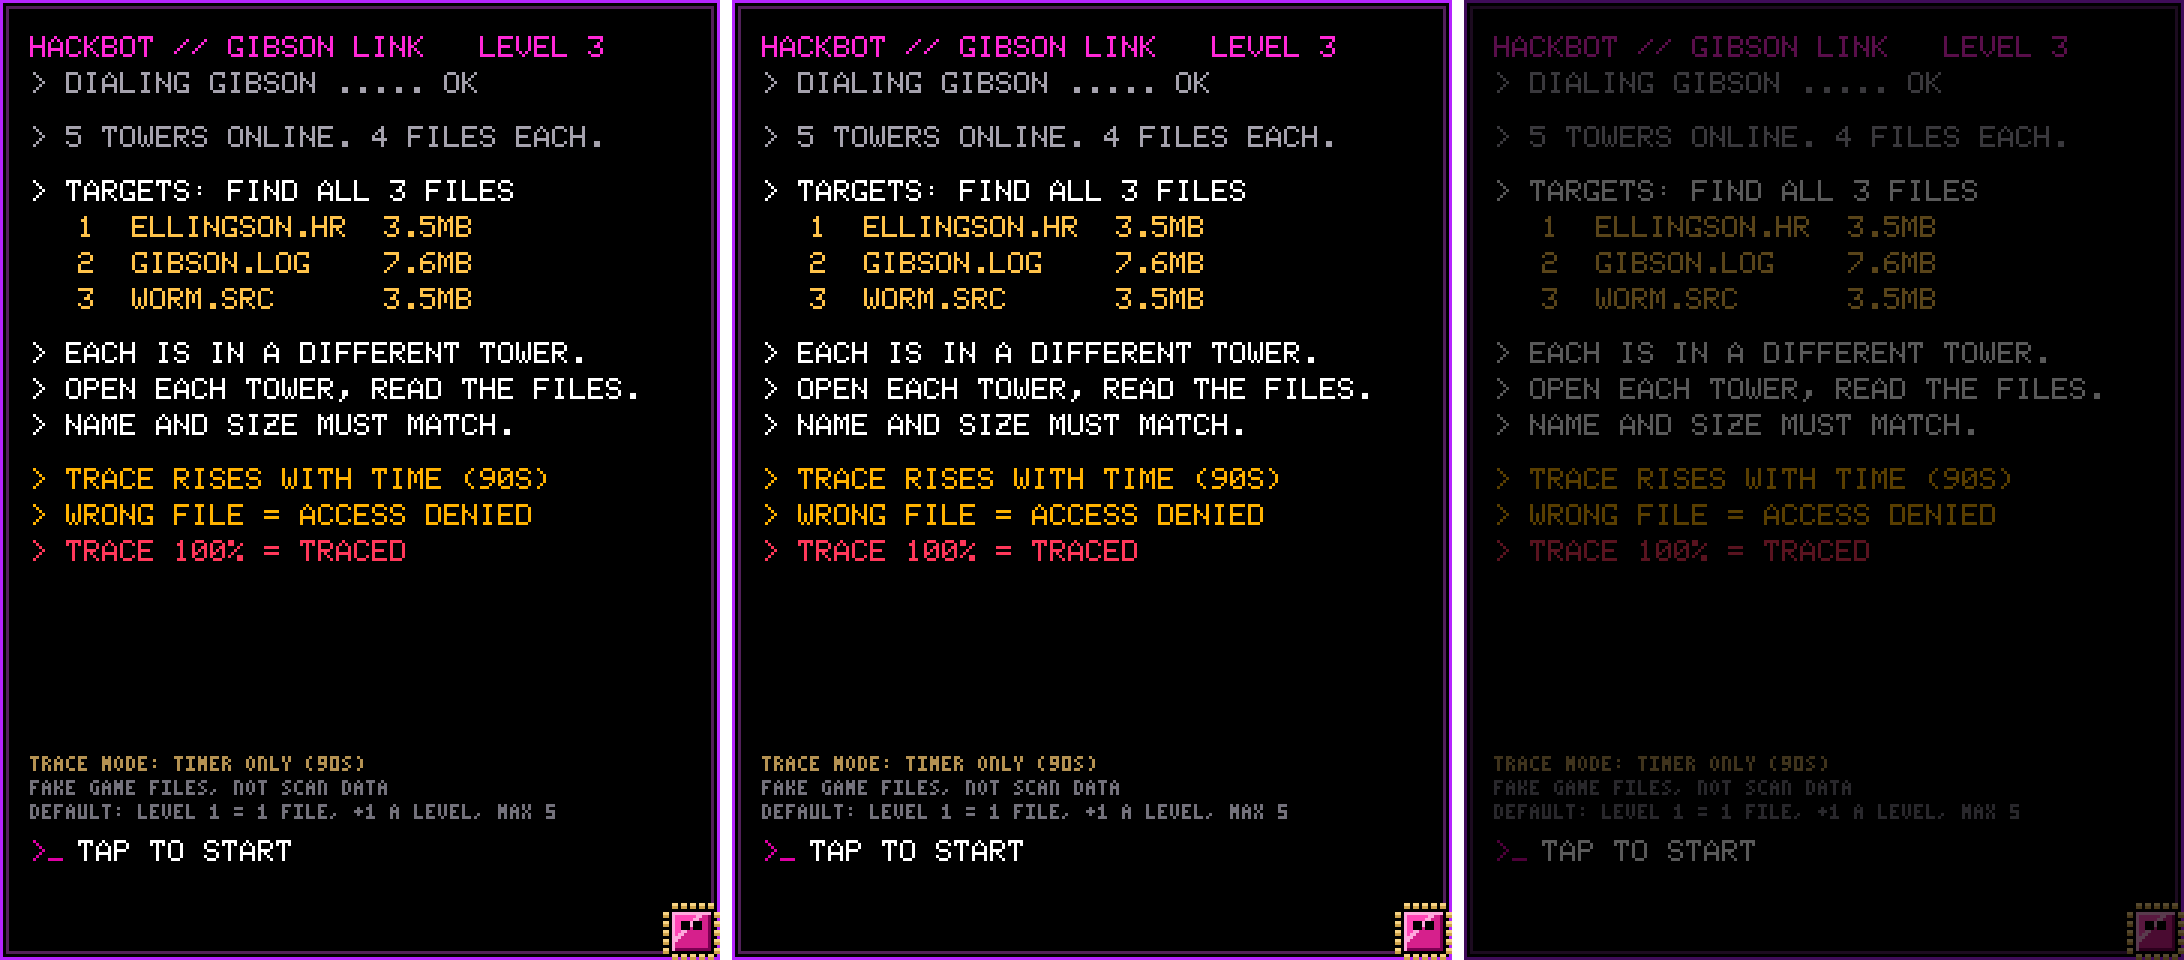 HACKBOT // GIBSON LINK LEVEL 3
> DIALING GIBSON ..... OK
> 5 TOWERS ONLINE. 4 FILES EACH.
> TARGETS: FIND ALL 3 FILES
1 ELLINGSON.HR 3.5MB
2 GIBSON.LOG 7.6MB
3 WORM.SRC 3.5MB
> EACH IS IN A DIFFERENT TOWER.
> OPEN EACH TOWER, READ THE FILES.
> NAME AND SIZE MUST MATCH.
> TRACE RISES WITH TIME (90S)
> WRONG FILE = ACCESS DENIED
> TRACE 100% = TRACED
TRACE MODE: TIMER ONLY (90S)
FAKE GAME FILES, NOT SCAN DATA
DEFAULT: LEVEL 1 = 1 FILE, +1 A LEVEL, MAX 5
>_ TAP TO START
HACKBOT // GIBSON LINK LEVEL 3
> DIALING GIBSON ..... OK
> 5 TOWERS ONLINE. 4 FILES EACH.
> TARGETS: FIND ALL 3 FILES
1 ELLINGSON.HR 3.5MB
2 GIBSON.LOG 7.6MB
3 WORM.SRC 3.5MB
> EACH IS IN A DIFFERENT TOWER.
> OPEN EACH TOWER, READ THE FILES.
> NAME AND SIZE MUST MATCH.
> TRACE RISES WITH TIME (90S)
> WRONG FILE = ACCESS DENIED
> TRACE 100% = TRACED
TRACE MODE: TIMER ONLY (90S)
FAKE GAME FILES, NOT SCAN DATA
DEFAULT: LEVEL 1 = 1 FILE, +1 A LEVEL, MAX 5
>_ TAP TO START
HACKBOT // GIBSON LINK LEVEL 3
> DIALING GIBSON ..... OK
> 5 TOWERS ONLINE. 4 FILES EACH.
> TARGETS: FIND ALL 3 FILES
1 ELLINGSON.HR 3.5MB
2 GIBSON.LOG 7.6MB
3 WORM.SRC 3.5MB
> EACH IS IN A DIFFERENT TOWER.
> OPEN EACH TOWER, READ THE FILES.
> NAME AND SIZE MUST MATCH.
> TRACE RISES WITH TIME (90S)
> WRONG FILE = ACCESS DENIED
> TRACE 100% = TRACED
TRACE MODE: TIMER ONLY (90S)
FAKE GAME FILES, NOT SCAN DATA
DEFAULT: LEVEL 1 = 1 FILE, +1 A LEVEL, MAX 5
>_ TAP TO START